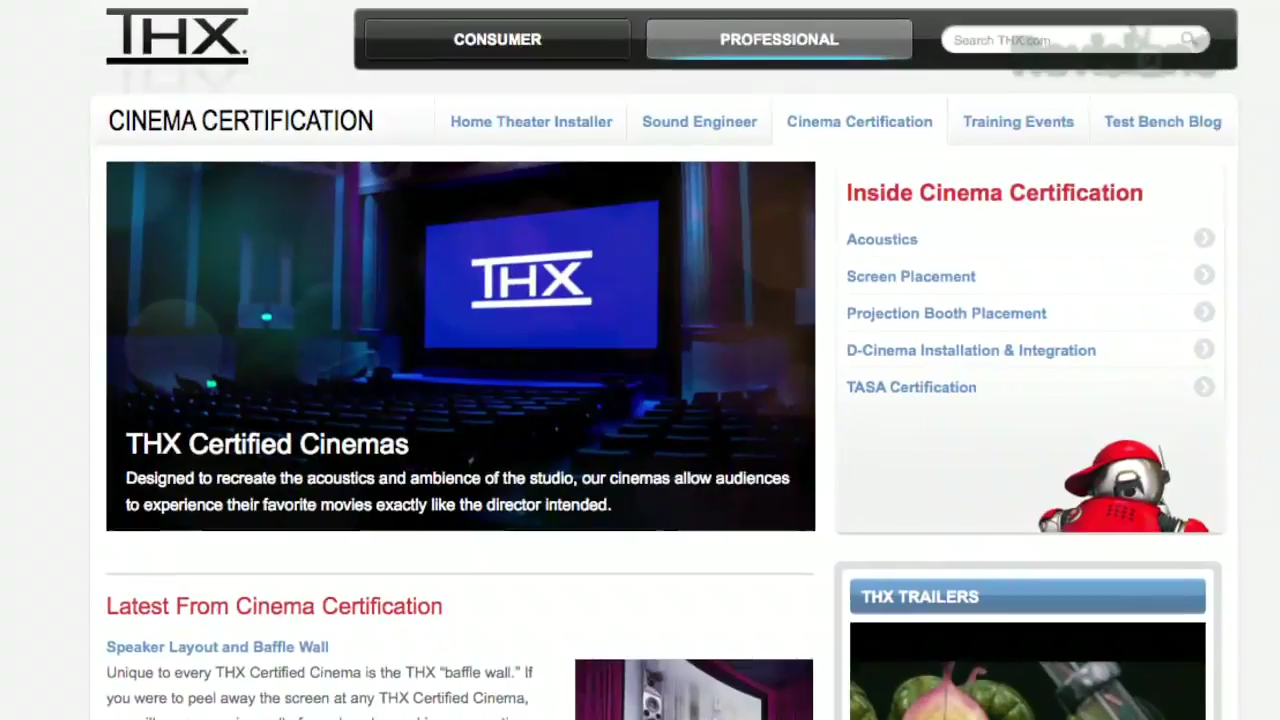 THX
CONSUMER
PROFESSIONAL
Search THX.com
CINEMA CERTIFICATION
Home Theater Installer
Sound Engineer
Cinema Certification
Training Events
Test Bench Blog
THX
THX Certified Cinemas
Designed to recreate the acoustics and ambience of the studio, our cinemas allow audiences
to experience their favorite movies exactly like the director intended.
Inside Cinema Certification
Acoustics
Screen Placement
Projection Booth Placement
D-Cinema Installation & Integration
TASA Certification
Latest From Cinema Certification
Speaker Layout and Baffle Wall
Unique to every THX Certified Cinema is the THX “baffle wall.” If
you were to peel away the screen at any THX Certified Cinema,
THX TRAILERS